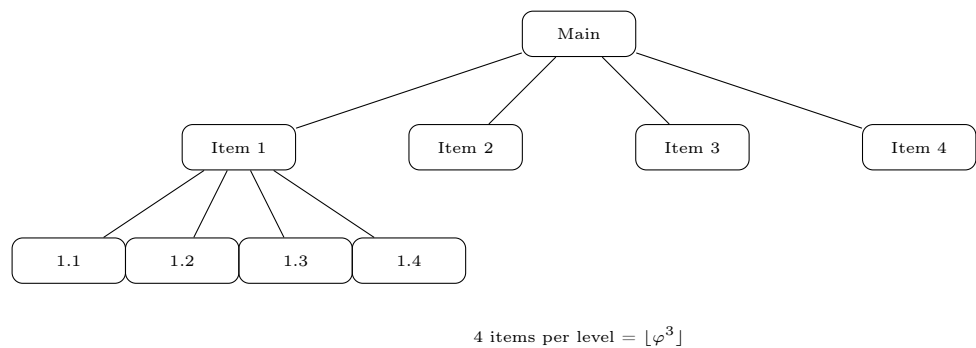 Main
Item 1
Item 2
Item 3
Item 4
1.1
1.2
1.3
1.4
4 items per level = ⌊φ³⌋